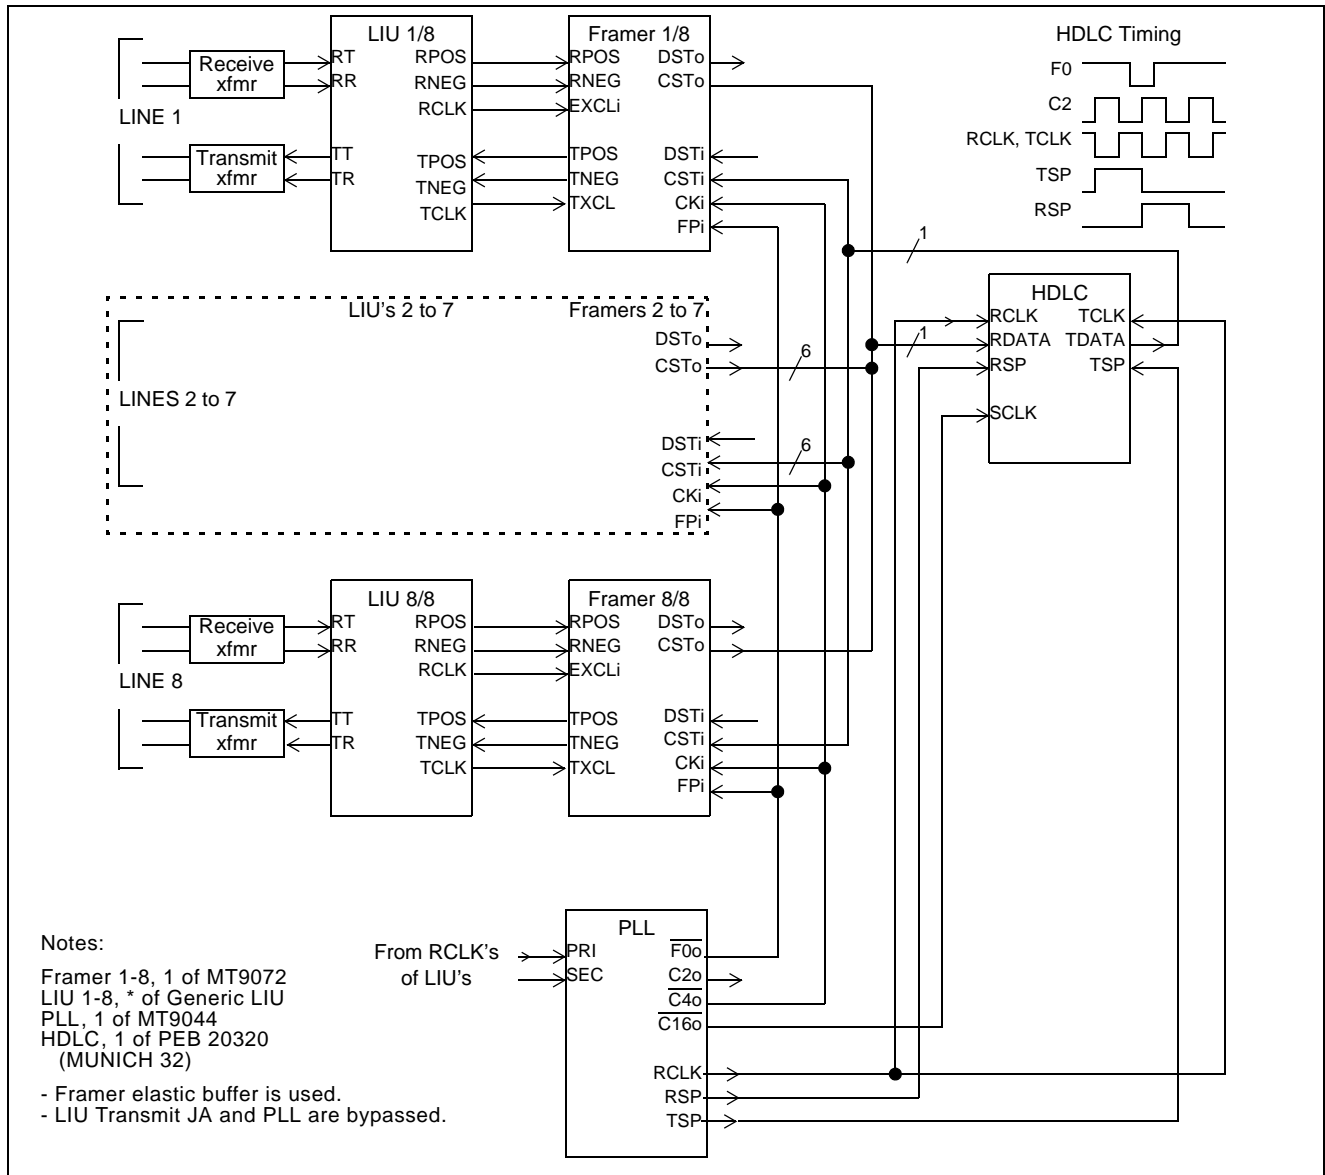 LIU 1/8
Framer 1/8
HDLC Timing
Receive
xfmr
RT
RR
RPOS
RNEG
RCLK
RPOS
RNEG
EXCLi
DSTo
CSTo
LINE 1
Transmit
xfmr
TT
TR
TPOS
TNEG
TCLK
TPOS
TNEG
TXCL
DSTi
CSTi
CKi
FPi
F0
C2
RCLK, TCLK
TSP
RSP
1
LIU's 2 to 7
Framers 2 to 7
DSTo
CSTo
6
1
LINES 2 to 7
DSTi
CSTi
6
CKi
FPi
HDLC
RCLK
TCLK
RDATA
TDATA
RSP
TSP
SCLK
LIU 8/8
Framer 8/8
Receive
xfmr
RT
RR
RPOS
RNEG
RCLK
RPOS
RNEG
EXCLi
DSTo
CSTo
LINE 8
Transmit
xfmr
TT
TR
TPOS
TNEG
TCLK
TPOS
TNEG
TXCL
DSTi
CSTi
CKi
FPi
Notes:
Framer 1-8, 1 of MT9072
LIU 1-8, * of Generic LIU
PLL, 1 of MT9044
HDLC, 1 of PEB 20320
(MUNICH 32)
- Framer elastic buffer is used.
- LIU Transmit JA and PLL are bypassed.
From RCLK's
of LIU's
PLL
PRI
SEC
F0o
C2o
C4o
C16o
RCLK
RSP
TSP